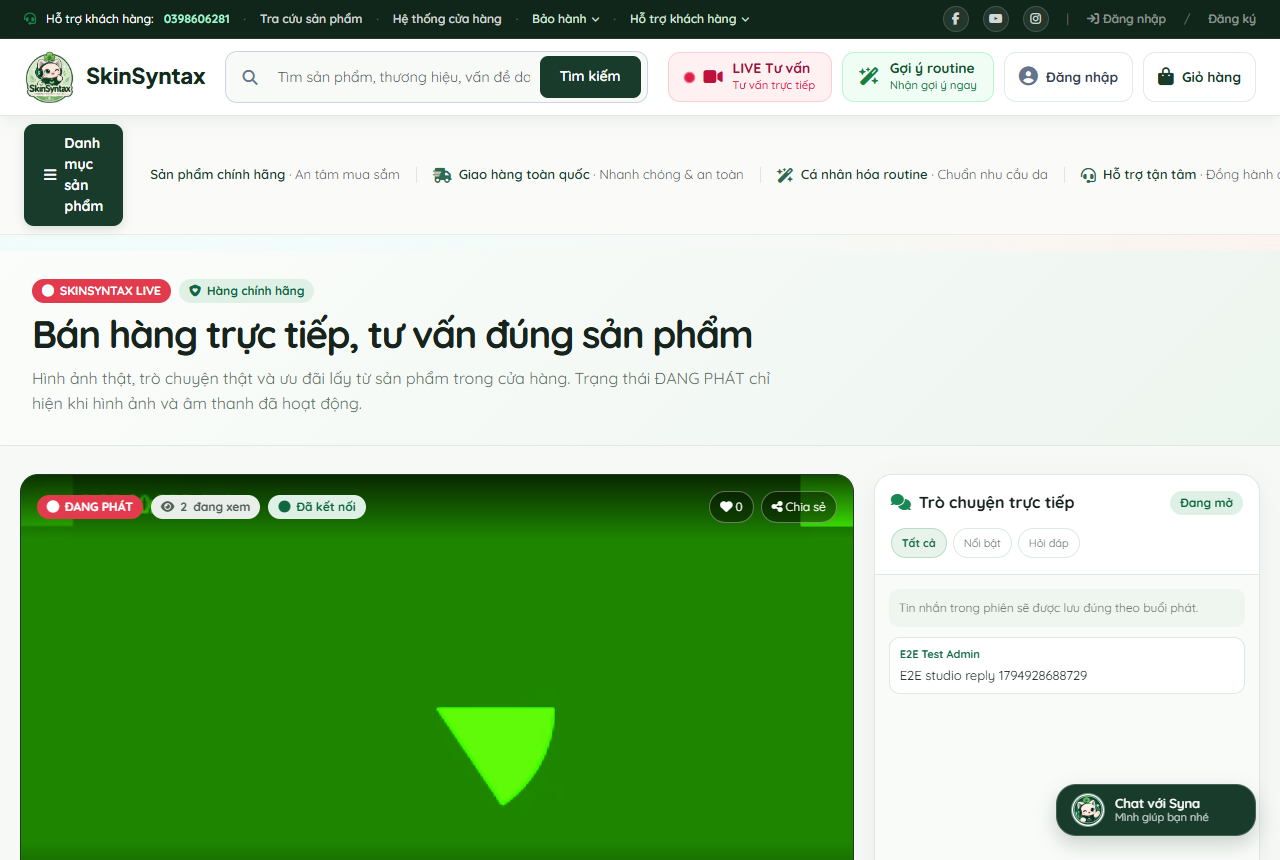 Hỗ trợ khách hàng: 0398606281 · Tra cứu sản phẩm · Hệ thống cửa hàng · Bảo hành · Hỗ trợ khách hàng | Đăng nhập / Đăng ký
SkinSyntax
SkinSyntax
Tìm sản phẩm, thương hiệu, vấn đề da
Tìm kiếm
LIVE Tư vấn
Tư vấn trực tiếp
Gợi ý routine
Nhận gợi ý ngay
Đăng nhập
Giỏ hàng
Danh
mục
sản
phẩm
Sản phẩm chính hãng · An tâm mua sắm
Giao hàng toàn quốc · Nhanh chóng & an toàn
Cá nhân hóa routine · Chuẩn nhu cầu da
Hỗ trợ tận tâm · Đồng hành
SKINSYNTAX LIVE
Hàng chính hãng
Bán hàng trực tiếp, tư vấn đúng sản phẩm
Hình ảnh thật, trò chuyện thật và ưu đãi lấy từ sản phẩm trong cửa hàng. Trạng thái ĐANG PHÁT chỉ
hiện khi hình ảnh và âm thanh đã hoạt động.
ĐANG PHÁT
2 đang xem
Đã kết nối
0
Chia sẻ
Trò chuyện trực tiếp
Đang mở
Tất cả
Nổi bật
Hỏi đáp
Tin nhắn trong phiên sẽ được lưu đúng theo buổi phát.
E2E Test Admin
E2E studio reply 1794928688729
Chat với Syna
Mình giúp bạn nhé